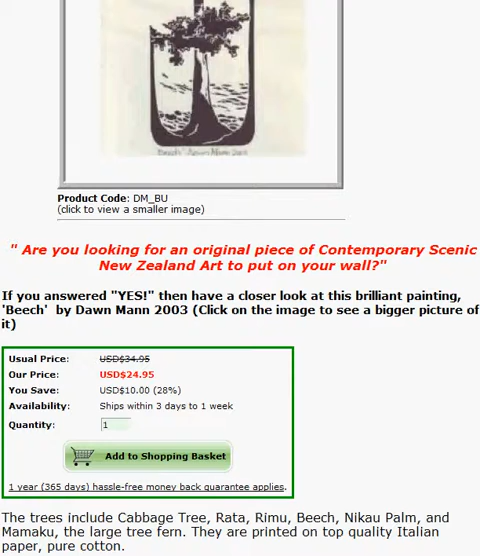 Product Code: DM_BU
(click to view a smaller image)
" Are you looking for an original piece of Contemporary Scenic
New Zealand Art to put on your wall?"
If you answered "YES!" then have a closer look at this brilliant painting,
'Beech'  by Dawn Mann 2003 (Click on the image to see a bigger picture of
it)
Usual Price: USD$34.95
Our Price: USD$24.95
You Save: USD$10.00 (28%)
Availability: Ships within 3 days to 1 week
Quantity: 1
Add to Shopping Basket
1 year (365 days) hassle-free money back guarantee applies.
The trees include Cabbage Tree, Rata, Rimu, Beech, Nikau Palm, and
Mamaku, the large tree fern. They are printed on top quality Italian
paper, pure cotton.